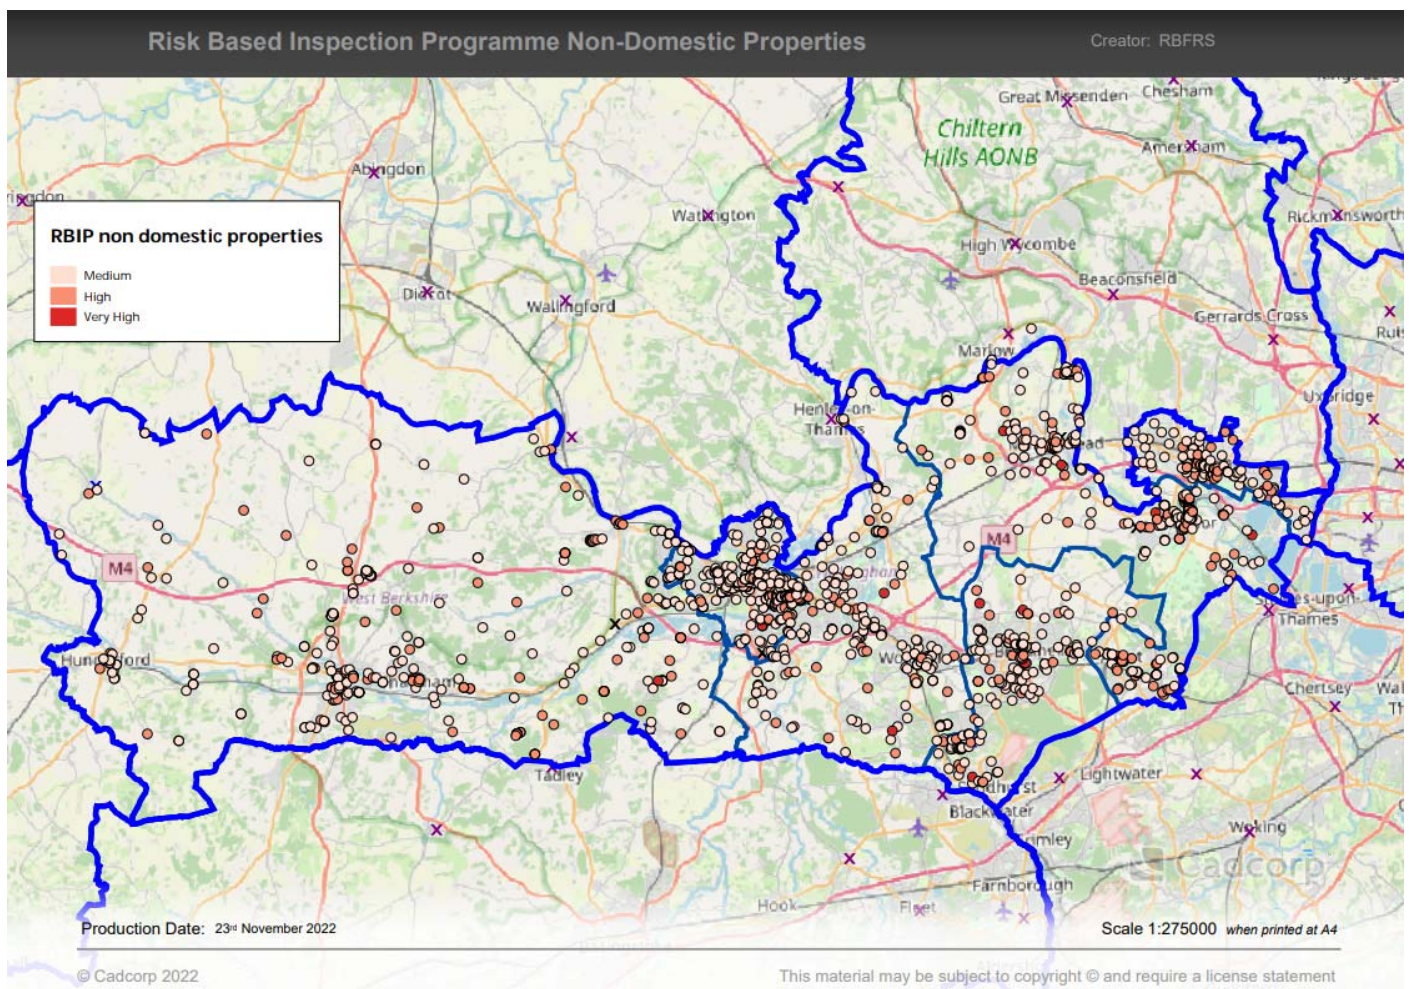 Risk Based Inspection Programme Non-Domestic Properties
Creator: RBFRS
Great Missenden
Chesham
Chiltern
Hills AONB
Amersham
Abingdon
Watlington
Rickmansworth
RBIP non domestic properties
High Wycombe
Medium
Beaconsfield
High
Didcot
Wallingford
Very High
Gerrards Cross
Marlow
Uxbridge
Henley-on-
Thames
M4
M4
West Berkshire
Thames
Hungerford
Chertsey
Tadley
Lightwater
Sandhurst
Blackwater
Woking
Cadcorp
Farnborough
Hook
Fleet
Production Date: 23rd November 2022
Scale 1:275000 when printed at A4
© Cadcorp 2022
This material may be subject to copyright © and require a license statement